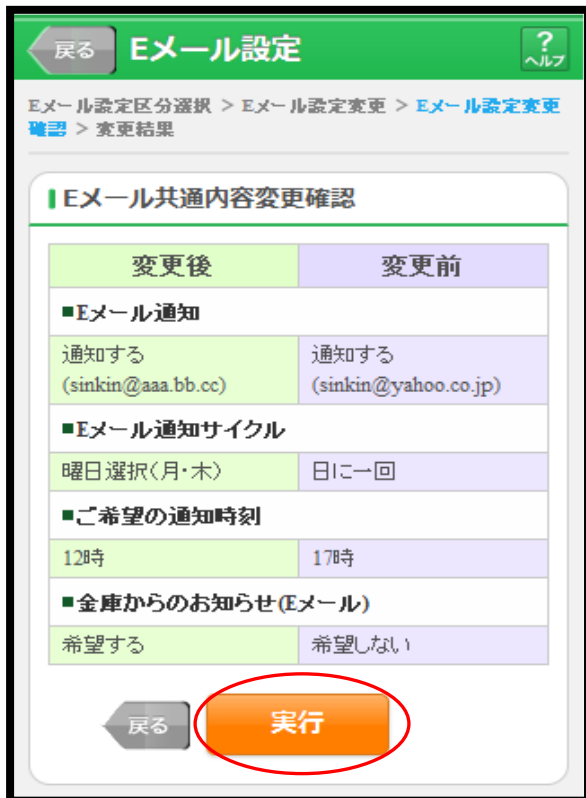 戻る Eメール設定 ? ヘルプ
Eメール設定区分選択 > Eメール設定変更 > Eメール設定変更
確認 > 変更結果
Eメール共通内容変更確認
変更後 変更前
■Eメール通知
通知する 通知する
(sinkin@aaa.bb.cc) (sinkin@yahoo.co.jp)
■Eメール通知サイクル
曜日選択(月・木) 日に一回
■ご希望の通知時刻
12時 17時
■金庫からのお知らせ(Eメール)
希望する 希望しない
戻る 実行